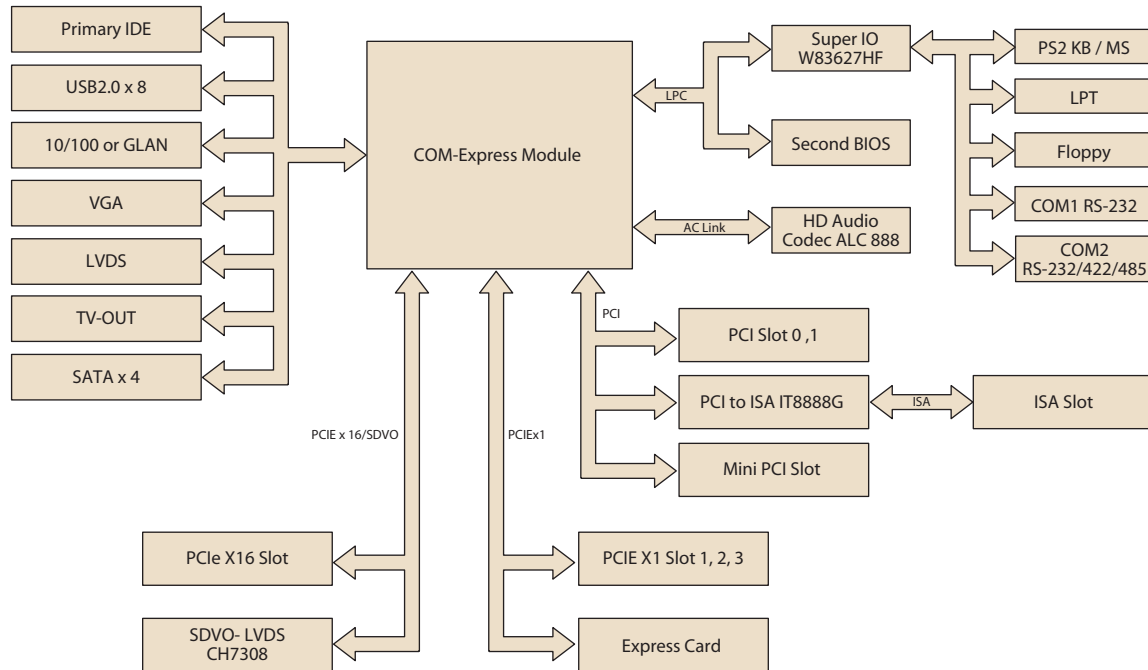 Primary IDE
USB2.0 x 8
10/100 or GLAN
VGA
LVDS
TV-OUT
SATA x 4
COM-Express Module
LPC
Super IO
W83627HF
Second BIOS
AC Link
HD Audio
Codec ALC 888
PS2 KB / MS
LPT
Floppy
COM1 RS-232
COM2
RS-232/422/485
PCI
PCI Slot 0 ,1
PCI to ISA IT8888G
ISA
ISA Slot
Mini PCI Slot
PCIE x 16/SDVO
PCIEx1
PCIe X16 Slot
SDVO- LVDS
CH7308
PCIE X1 Slot 1, 2, 3
Express Card